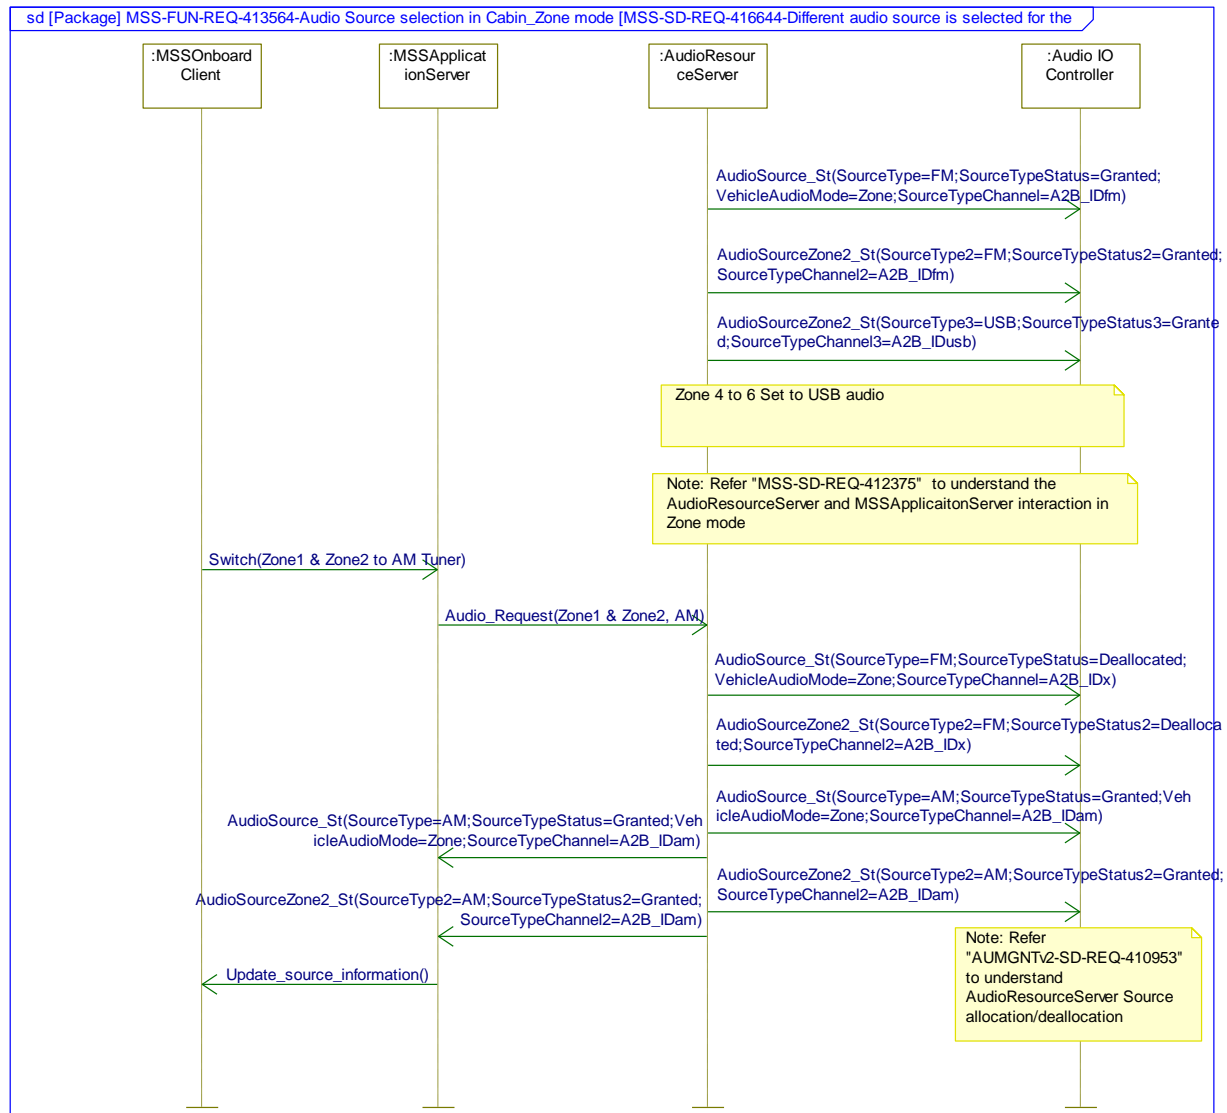 sd [Package] MSS-FUN-REQ-413564-Audio Source selection in Cabin_Zone mode [MSS-SD-REQ-416644-Different audio source is selected for the
:MSSOnboard
Client
:MSSApplicat
ionServer
:AudioResour
ceServer
:Audio IO
Controller
AudioSource_St(SourceType=FM;SourceTypeStatus=Granted;
VehicleAudioMode=Zone;SourceTypeChannel=A2B_IDfm)
AudioSourceZone2_St(SourceType2=FM;SourceTypeStatus2=Granted;
SourceTypeChannel2=A2B_IDfm)
AudioSourceZone2_St(SourceType3=USB;SourceTypeStatus3=Grante
d;SourceTypeChannel3=A2B_IDusb)
Zone 4 to 6 Set to USB audio
Note: Refer "MSS-SD-REQ-412375" to understand the
AudioResourceServer and MSSApplicaitonServer interaction in
Zone mode
Switch(Zone1 & Zone2 to AM Tuner)
Audio_Request(Zone1 & Zone2, AM)
AudioSource_St(SourceType=FM;SourceTypeStatus=Deallocated;
VehicleAudioMode=Zone;SourceTypeChannel=A2B_IDx)
AudioSourceZone2_St(SourceType2=FM;SourceTypeStatus2=Dealloca
ted;SourceTypeChannel2=A2B_IDx)
AudioSource_St(SourceType=AM;SourceTypeStatus=Granted;Veh
icleAudioMode=Zone;SourceTypeChannel=A2B_IDam)
AudioSource_St(SourceType=AM;SourceTypeStatus=Granted;Veh
icleAudioMode=Zone;SourceTypeChannel=A2B_IDam)
AudioSourceZone2_St(SourceType2=AM;SourceTypeStatus2=Granted;
SourceTypeChannel2=A2B_IDam)
AudioSourceZone2_St(SourceType2=AM;SourceTypeStatus2=Granted;
SourceTypeChannel2=A2B_IDam)
Note: Refer
"AUMGNTv2-SD-REQ-410953"
to understand
AudioResourceServer Source
allocation/deallocation
Update_source_information()